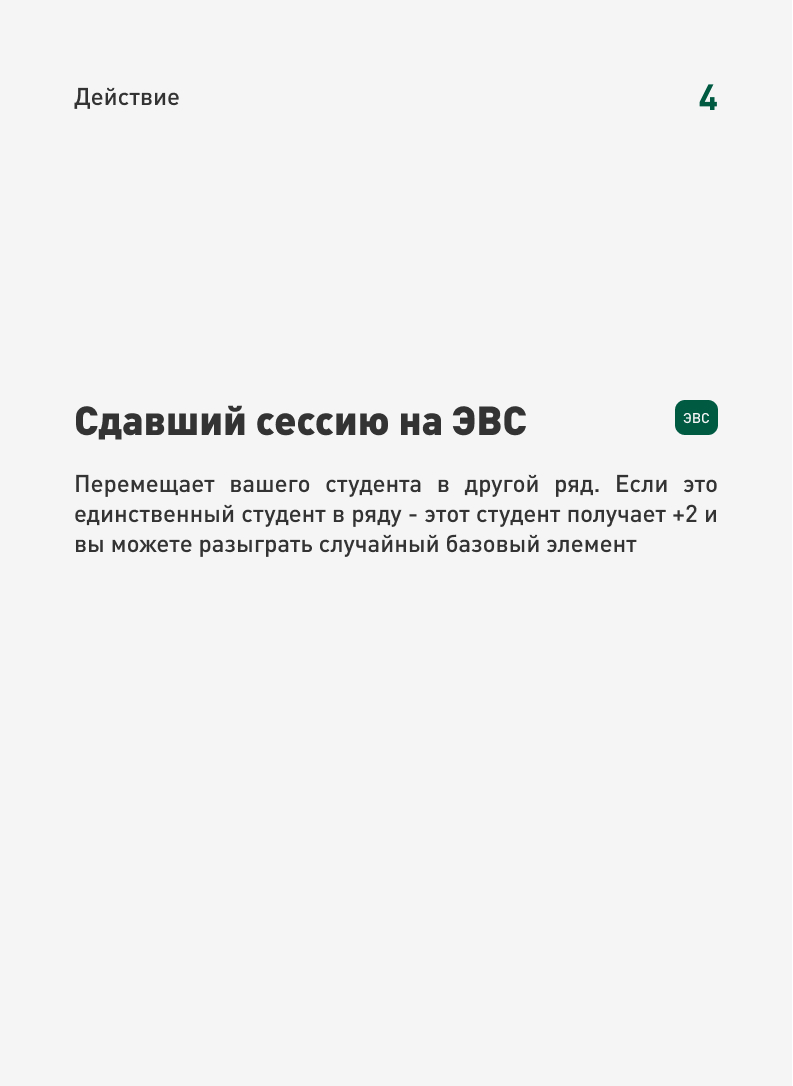 Действие
4
Сдавший сессию на ЭВС
ЭВС
Перемещает вашего студента в другой ряд. Если это
единственный студент в ряду - этот студент получает +2 и
вы можете разыграть случайный базовый элемент